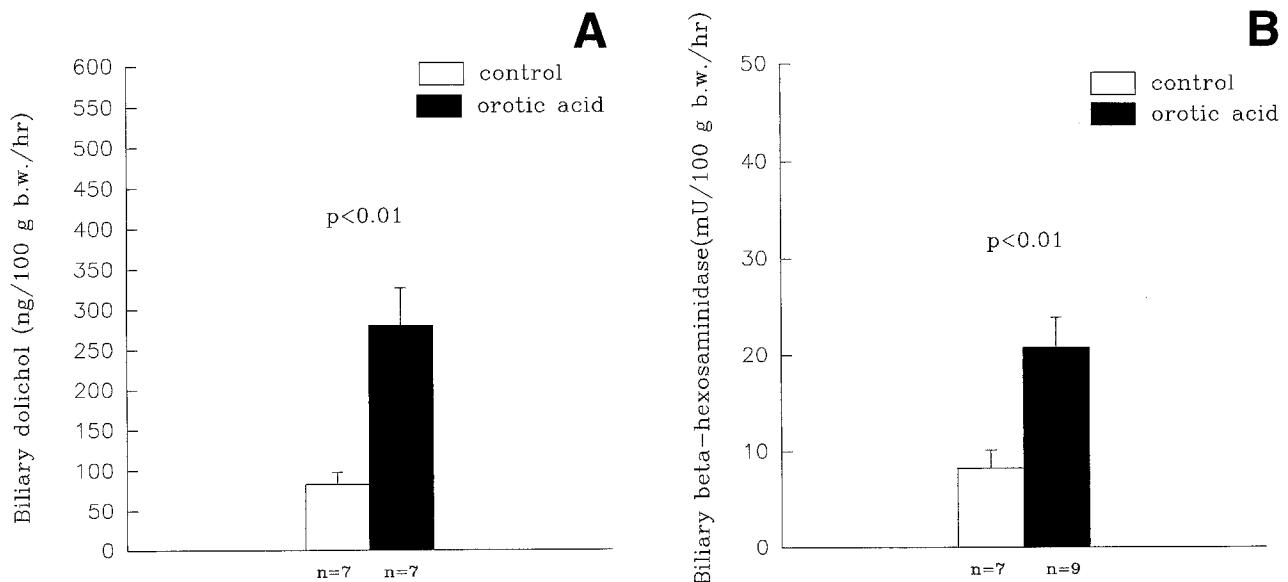 A
Biliary dolichol (ng/100 g b.w./hr)
600
550
500
450
400
350
300
250
200
150
100
50
0
control
orotic acid
p<0.01
n=7 n=7
B
Biliary beta-hexosaminidase(mU/100 g b.w./hr)
50
40
30
20
10
0
control
orotic acid
p<0.01
n=7 n=9